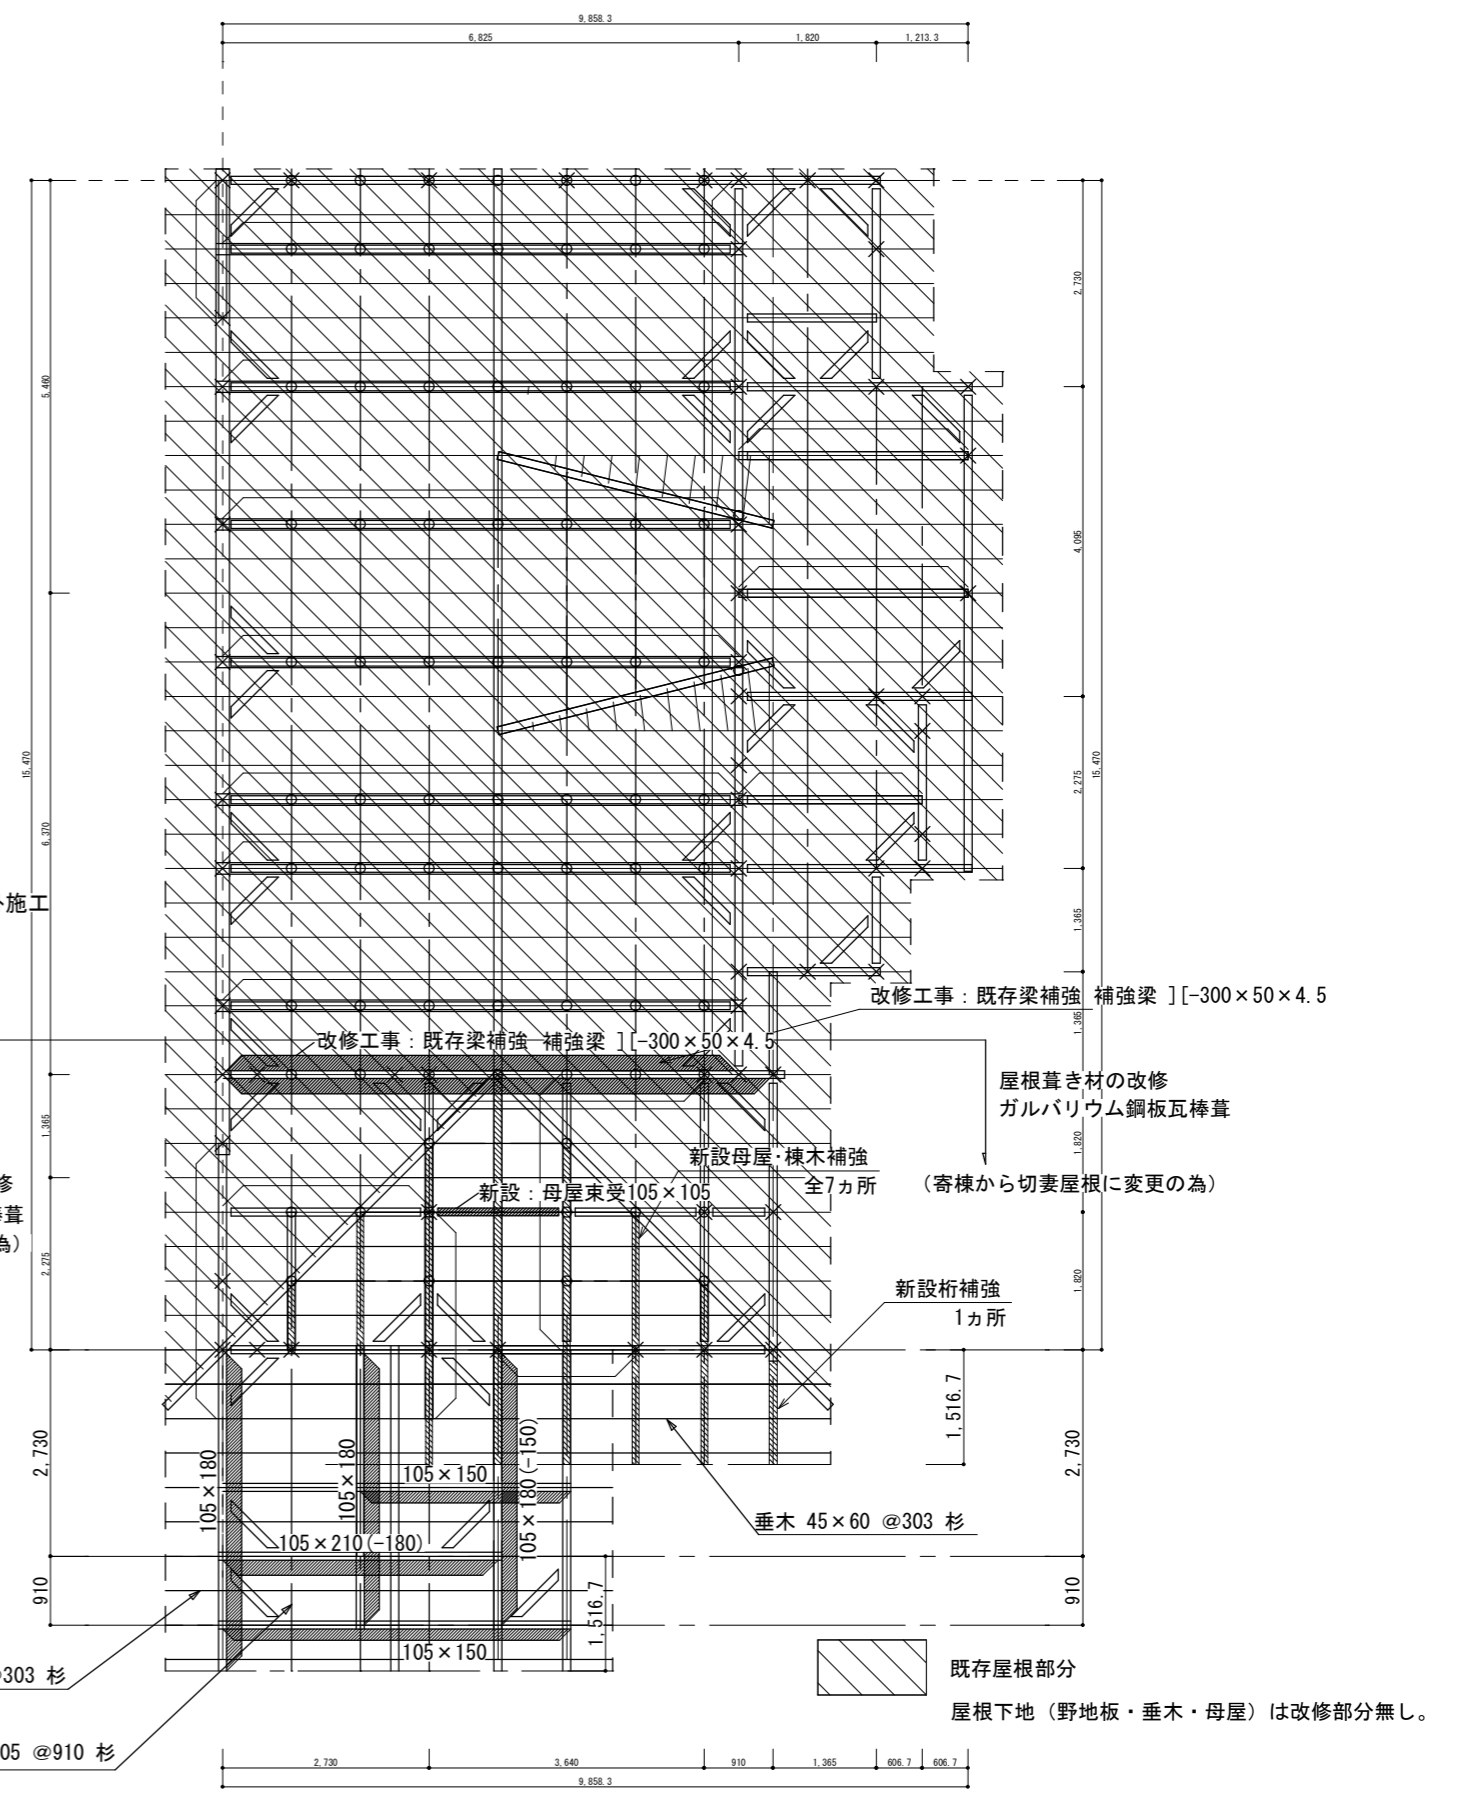 9,858.3
6,825
1,820
1,213.3
2,730
5,460
4,095
15,470
15,470
2,275
6,370
ト施工
1,365
改修工事：既存梁補強 補強梁 ][-300×50×4.5
1,365
改修工事：既存梁補強 補強梁 ][-300×50×4.5
屋根葺き材の改修
ガルバリウム鋼板瓦棒葺
1,365
1,820
新設母屋・棟木補強
全7ヵ所
（寄棟から切妻屋根に変更の為）
修
棒葺
為）
新設：母屋束受105×105
2,275
1,820
新設桁補強
1ヵ所
1,516.7
2,730
2,730
105×180
105×180
105×150
105×180(-150)
垂木 45×60 @303 杉
105×210(-180)
910
910
1,516.7
105×150
@303 杉
既存屋根部分
屋根下地（野地板・垂木・母屋）は改修部分無し。
05 @910 杉
2,730
3,640
910
1,365
606.7
606.7
9,858.3